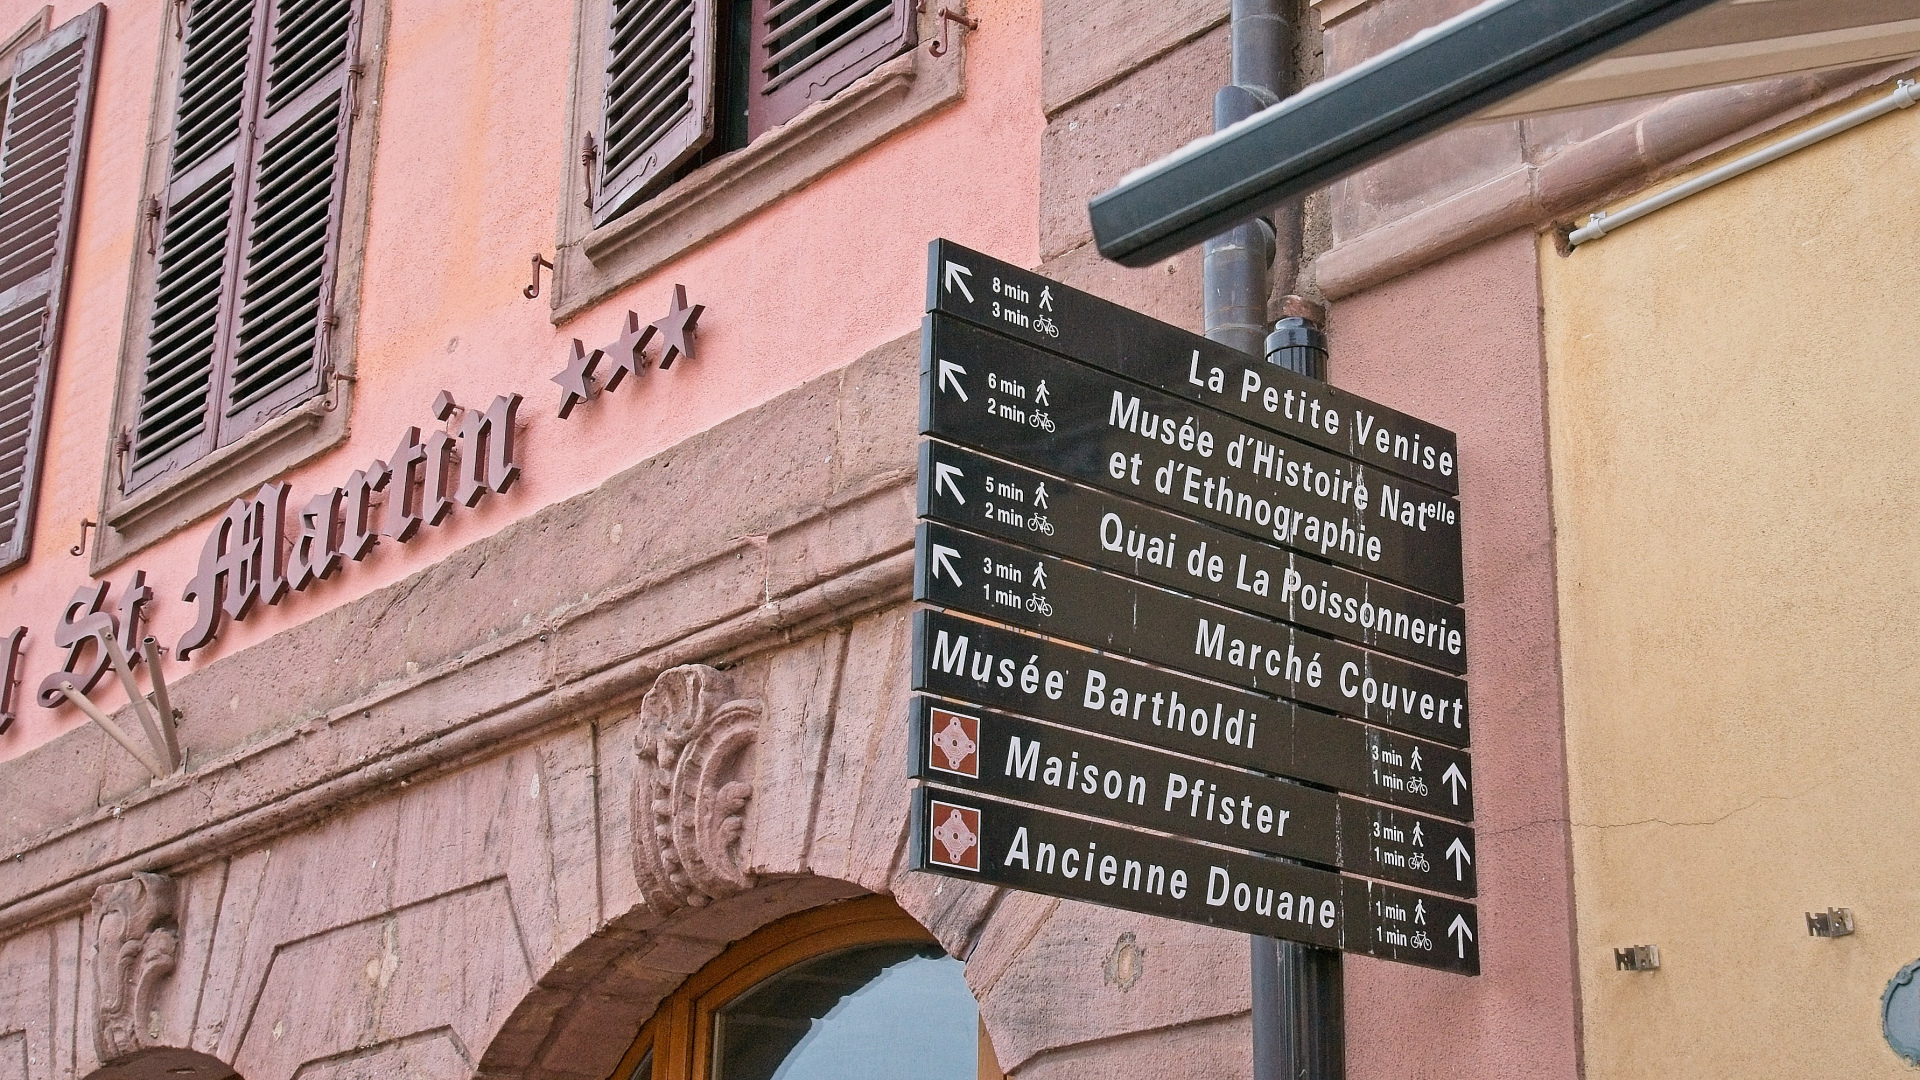 St Martin
8 min
3 min
La Petite Venise
6 min
2 min
Musée d'Histoire Natelle
et d'Ethnographie
5 min
2 min
Quai de La Poissonnerie
3 min
1 min
Marché Couvert
Musée Bartholdi
3 min
1 min
Maison Pfister
3 min
1 min
Ancienne Douane
1 min
1 min